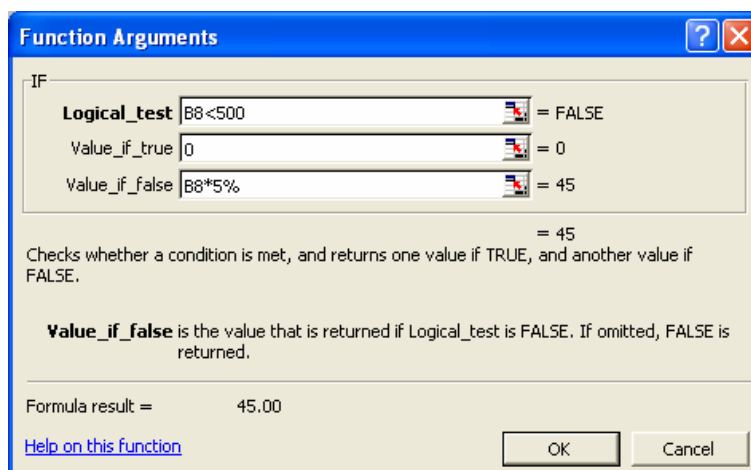 Function Arguments
IF
Logical_test B8<500 = FALSE
Value_if_true 0 = 0
Value_if_false B8*5% = 45
= 45
Checks whether a condition is met, and returns one value if TRUE, and another value if
FALSE.
Value_if_false is the value that is returned if Logical_test is FALSE. If omitted, FALSE is
returned.
Formula result = 45.00
Help on this function OK Cancel